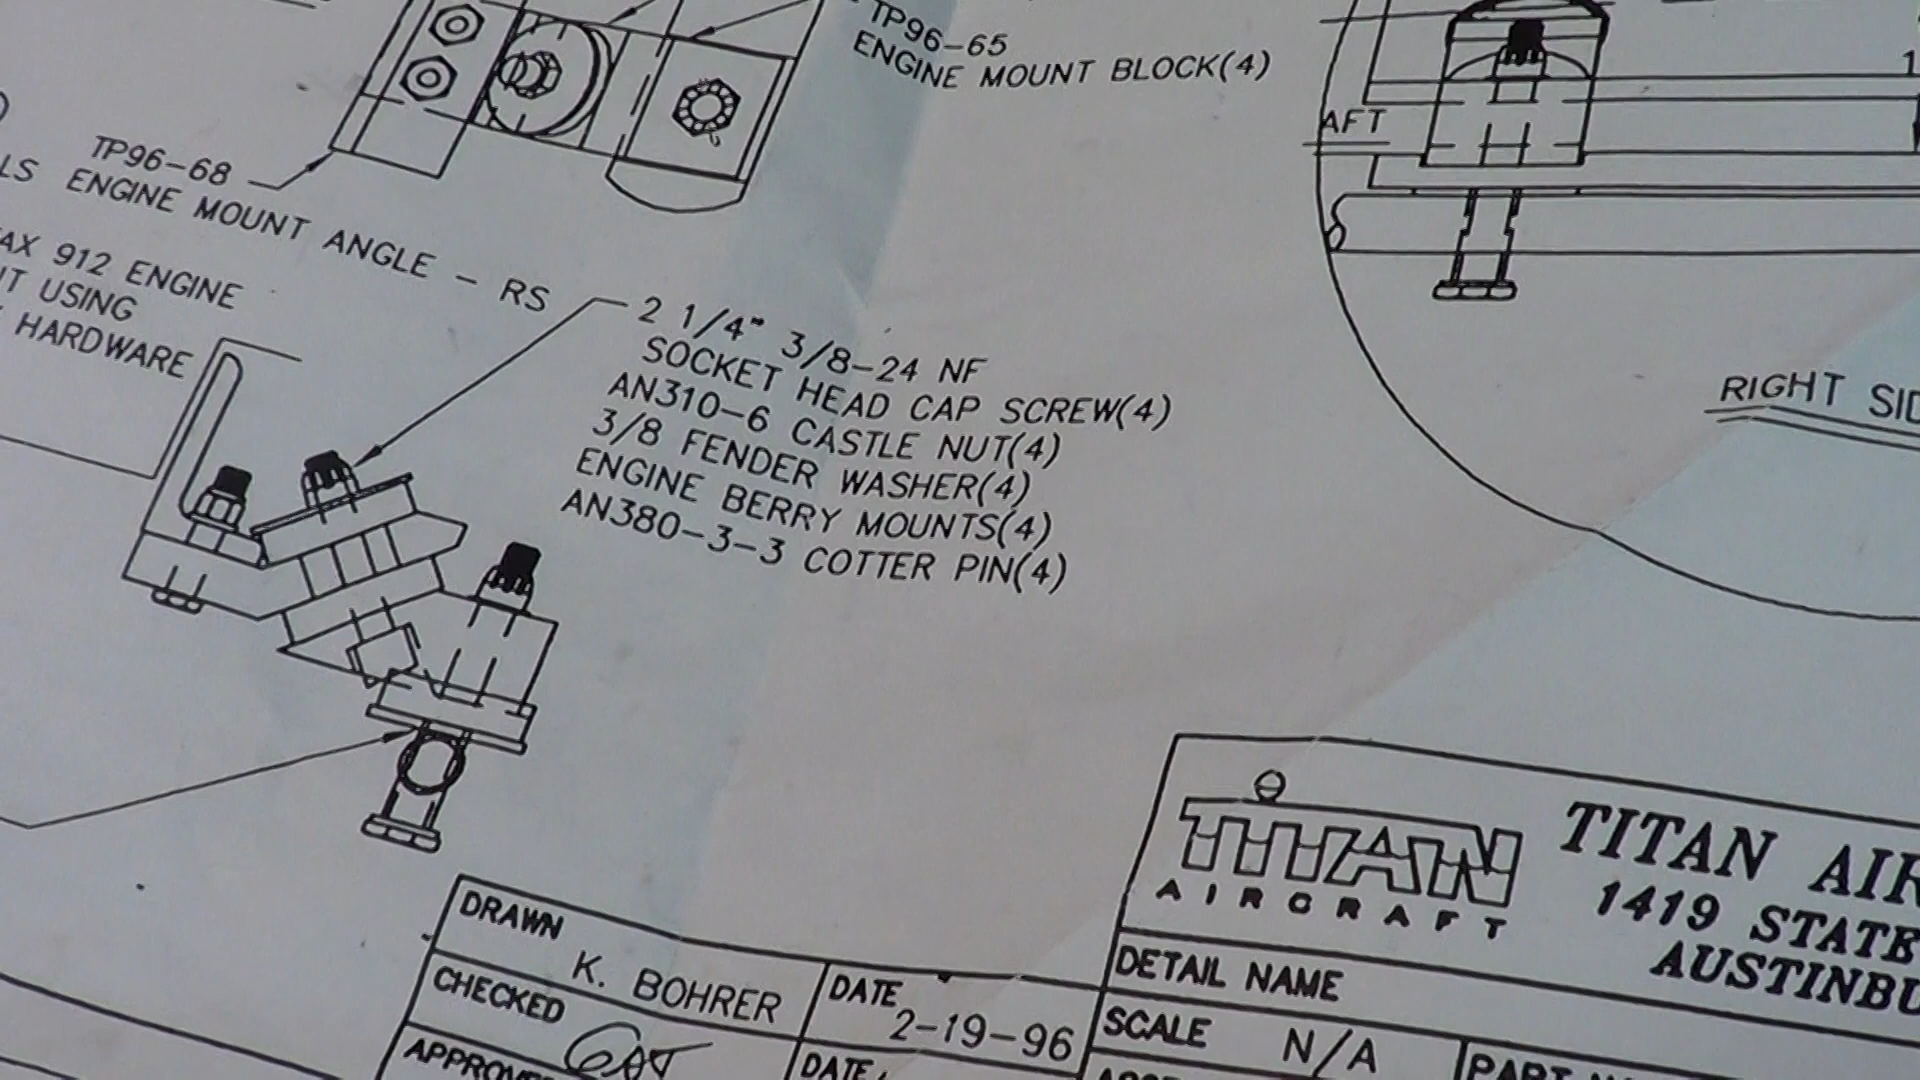 TP96-65
ENGINE MOUNT BLOCK(4)
AFT
1
TP96-68
LS ENGINE MOUNT ANGLE - RS
AX 912 ENGINE
T USING
HARDWARE
2 1/4" 3/8-24 NF
SOCKET HEAD CAP SCREW(4)
AN310-6 CASTLE NUT(4)
3/8 FENDER WASHER(4)
ENGINE BERRY MOUNTS(4)
AN380-3-3 COTTER PIN(4)
RIGHT SID
TITAN
AIRCRAFT
TITAN AIR
1419 STATE
AUSTINBU
DETAIL NAME
SCALE N/A
PART N
DRAWN
K. BOHRER
DATE
2-19-96
CHECKED
DATE
APPROVE